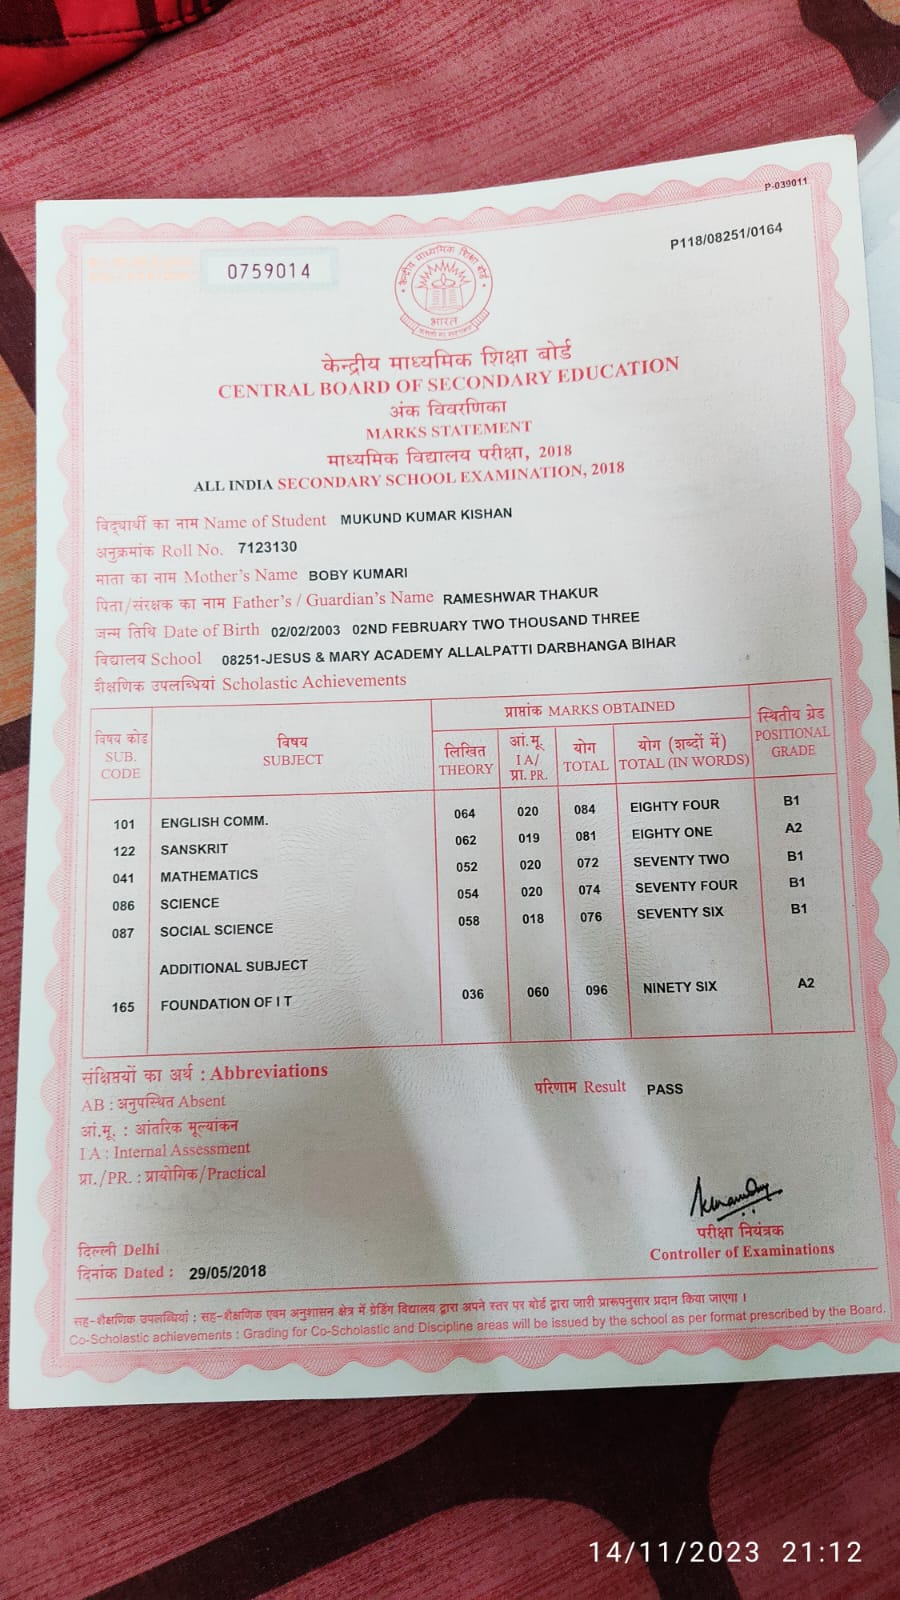 P-039011
P118/08251/0164
0759014
केन्द्रीय माध्यमिक शिक्षा बोर्ड
भारत
केन्द्रीय माध्यमिक शिक्षा बोर्ड
CENTRAL BOARD OF SECONDARY EDUCATION
अंक विवरणिका
MARKS STATEMENT
माध्यमिक विद्यालय परीक्षा, 2018
ALL INDIA SECONDARY SCHOOL EXAMINATION, 2018
विद्यार्थी का नाम Name of Student MUKUND KUMAR KISHAN
अनुक्रमांक Roll No. 7123130
माता का नाम Mother's Name BOBY KUMARI
पिता/संरक्षक का नाम Father's / Guardian's Name RAMESHWAR THAKUR
जन्म तिथि Date of Birth 02/02/2003 02ND FEBRUARY TWO THOUSAND THREE
विद्यालय School 08251-JESUS & MARY ACADEMY ALLALPATTI DARBHANGA BIHAR
शैक्षणिक उपलब्धियां Scholastic Achievements
विषय कोड SUB. CODE विषय SUBJECT प्राप्तांक MARKS OBTAINED स्थितीय ग्रेड POSITIONAL GRADE
लिखित THEORY आं.मू. I A/ प्रा. PR. योग TOTAL योग (शब्दों में) TOTAL (IN WORDS)
101 ENGLISH COMM. 064 020 084 EIGHTY FOUR B1
122 SANSKRIT 062 019 081 EIGHTY ONE A2
041 MATHEMATICS 052 020 072 SEVENTY TWO B1
086 SCIENCE 054 020 074 SEVENTY FOUR B1
087 SOCIAL SCIENCE 058 018 076 SEVENTY SIX B1
ADDITIONAL SUBJECT
165 FOUNDATION OF I T 036 060 096 NINETY SIX A2
संक्षिप्तयों का अर्थ : Abbreviations
परिणाम Result PASS
AB : अनुपस्थित Absent
आं.मू. : आंतरिक मूल्यांकन
I A : Internal Assessment
प्रा./PR. : प्रायोगिक/Practical
परीक्षा नियंत्रक
Controller of Examinations
दिल्ली Delhi
दिनांक Dated : 29/05/2018
सह-शैक्षणिक उपलब्धियां : सह-शैक्षणिक एवम अनुशासन क्षेत्र में ग्रेडिंग विद्यालय द्वारा अपने स्तर पर बोर्ड द्वारा जारी प्रारूपनुसार प्रदान किया जाएगा ।
Co-Scholastic achievements : Grading for Co-Scholastic and Discipline areas will be issued by the school as per format prescribed by the Board.
14/11/2023 21:12